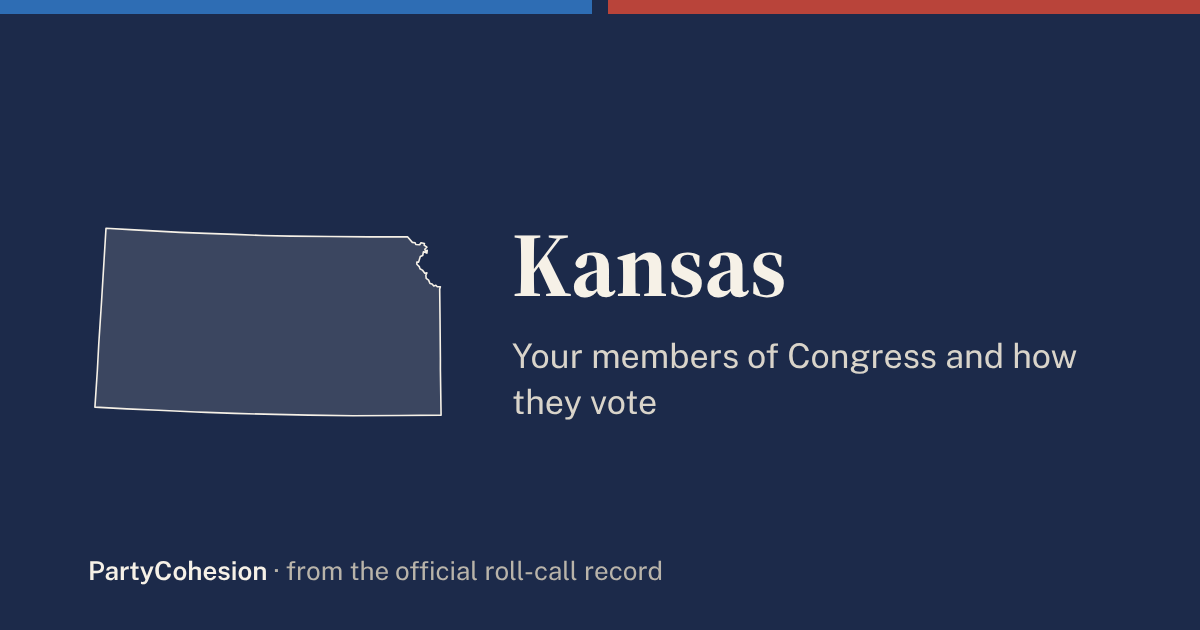 Kansas
Your members of Congress and how
they vote
PartyCohesion · from the official roll-call record